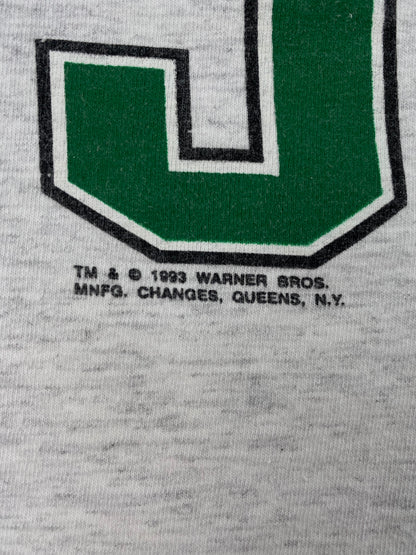 J
TM & © 1993 WARNER BROS.
MNFG. CHANGES, QUEENS, N.Y.